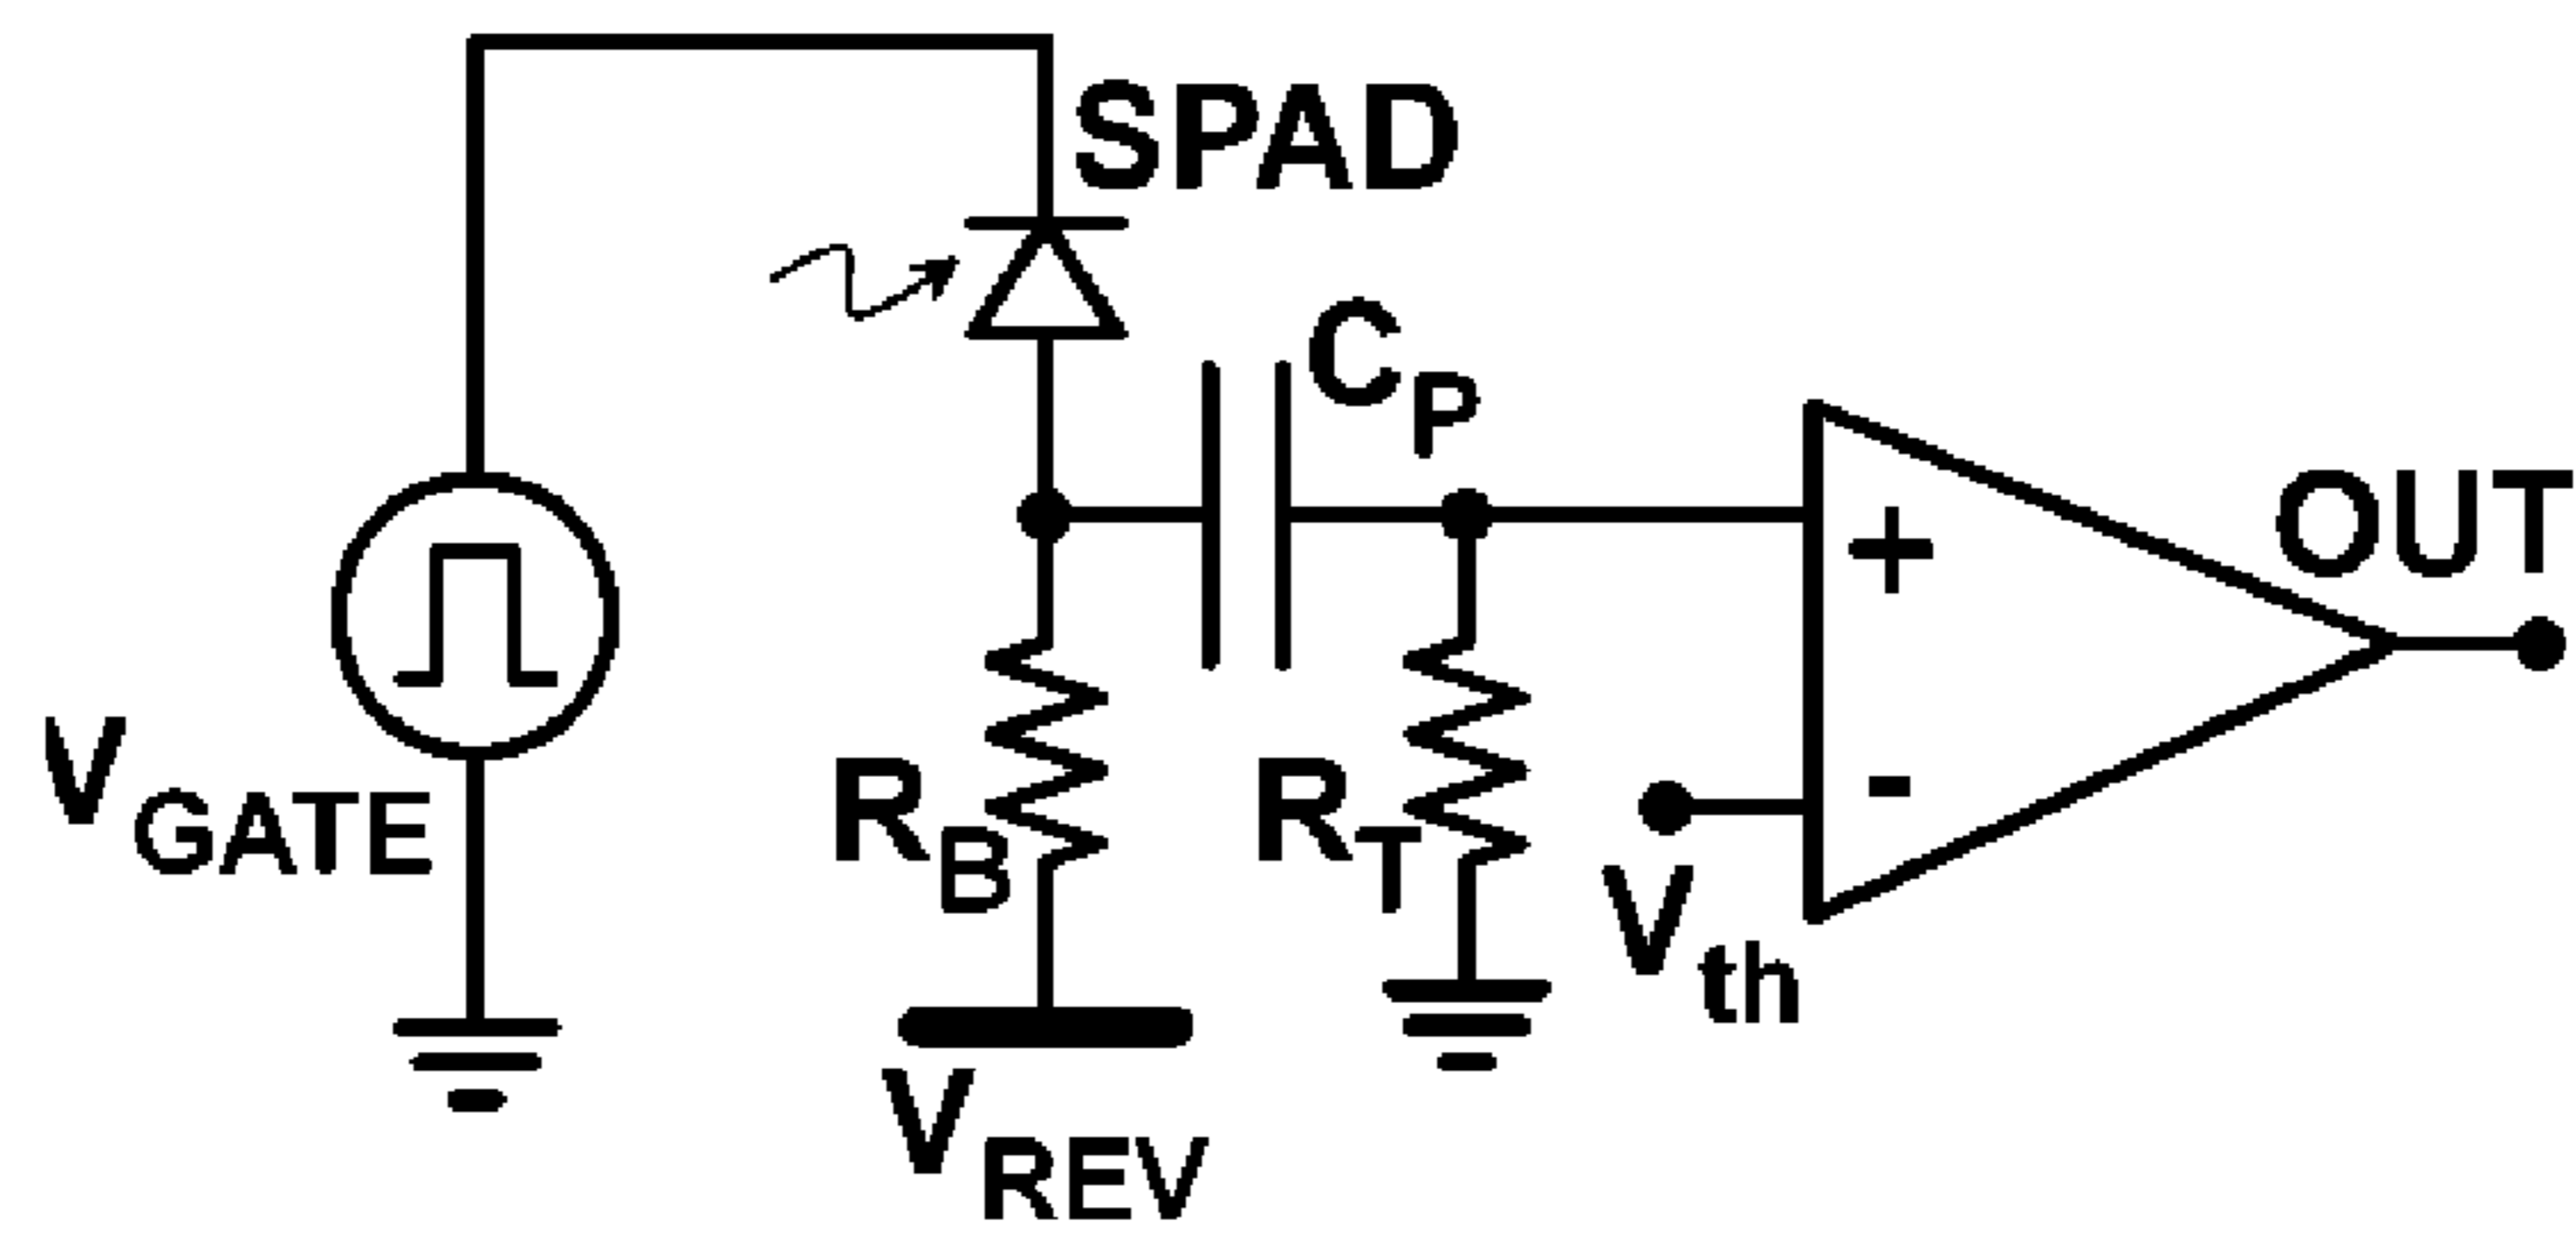 SPAD
C_P
OUT
+
-
V_GATE
R_B
R_T
V_th
V_REV